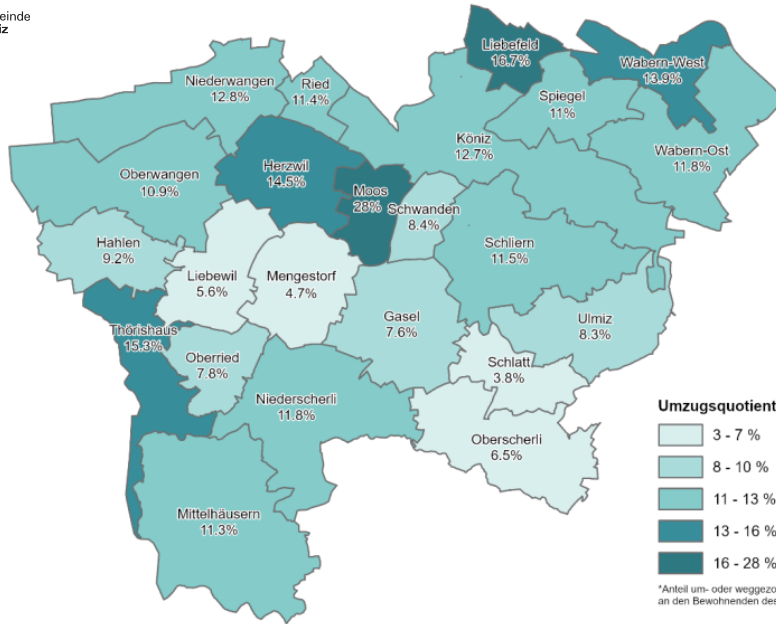 einde
iz
Liebefeld
16.7%
Wabern-West
13.9%
Niederwangen
12.8%
Ried
11.4%
Spiegel
11%
Köniz
12.7%
Wabern-Ost
11.8%
Oberwangen
10.9%
Herzwil
14.5%
Moos
28%
Schwanden
8.4%
Hahlen
9.2%
Schliern
11.5%
Liebewil
5.6%
Mengestorf
4.7%
Gasel
7.6%
Ulmiz
8.3%
Thörishaus
15.3%
Oberried
7.8%
Schlatt
3.8%
Niederscherli
11.8%
Oberscherli
6.5%
Mittelhäusern
11.3%
Umzugsquotient
3 - 7 %
8 - 10 %
11 - 13 %
13 - 16 %
16 - 28 %
*Anteil um- oder weggezo
an den Bewohnenden des